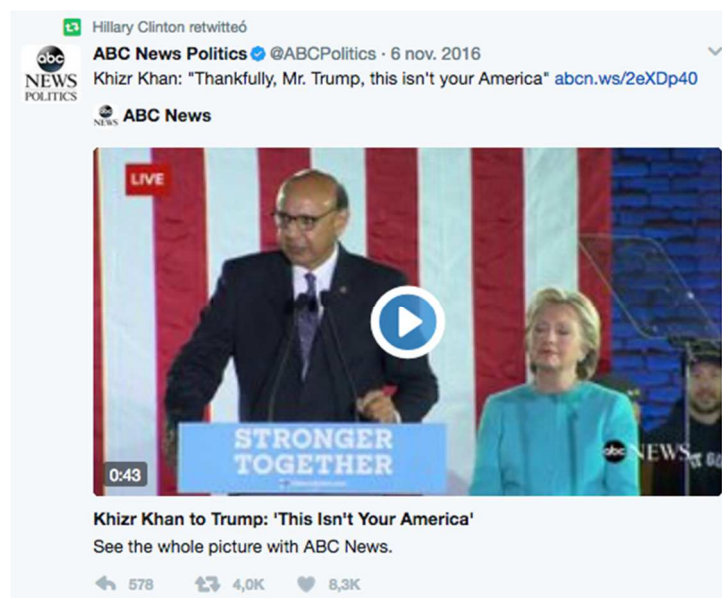 Hillary Clinton retwitteó
ABC News Politics @ABCPolitics · 6 nov. 2016
Khizr Khan: "Thankfully, Mr. Trump, this isn't your America" abcn.ws/2eXDp40
abc
NEWS
POLITICS
abc
NEWS
ABC News
LIVE
STRONGER
TOGETHER
abc NEWS
0:43
Khizr Khan to Trump: 'This Isn't Your America'
See the whole picture with ABC News.
578 4,0K 8,3K